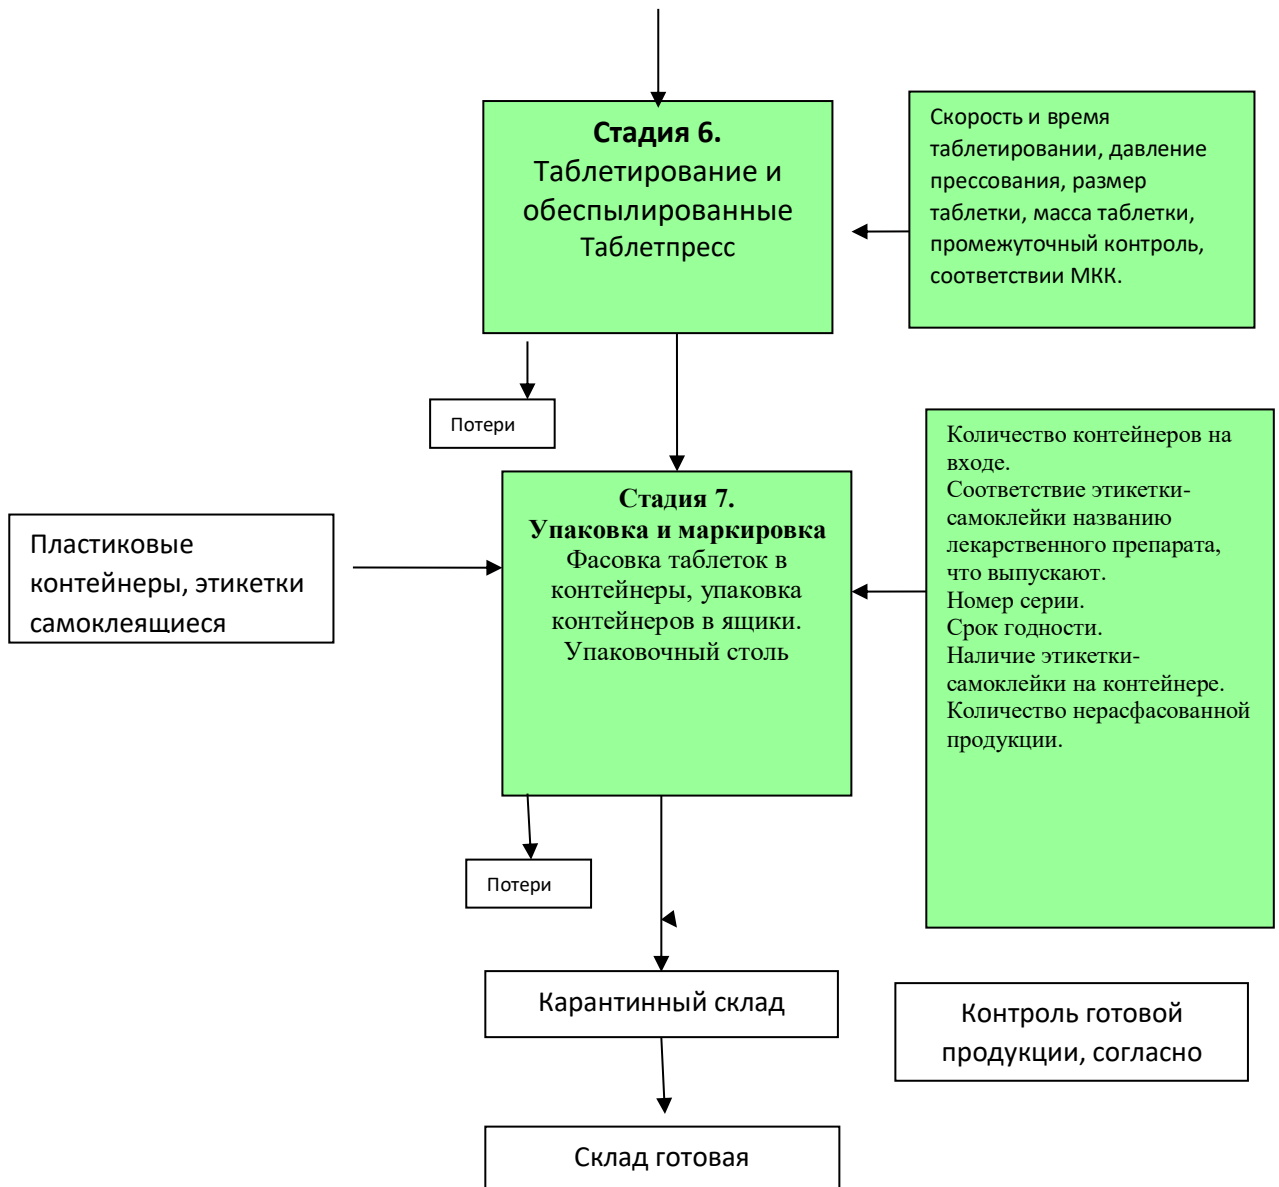 Стадия 6.
Таблетирование и
обеспылированные
Таблетпресс
Скорость и время
таблетировании, давление
прессования, размер
таблетки, масса таблетки,
промежуточный контроль,
соответствии МКК.
Потери
Пластиковые
контейнеры, этикетки
самоклеящиеся
Стадия 7.
Упаковка и маркировка
Фасовка таблеток в
контейнеры, упаковка
контейнеров в ящики.
Упаковочный столь
Количество контейнеров на
входе.
Соответствие этикетки-
самоклейки названию
лекарственного препарата,
что выпускают.
Номер серии.
Срок годности.
Наличие этикетки-
самоклейки на контейнере.
Количество нерасфасованной
продукции.
Потери
Карантинный склад
Контроль готовой
продукции, согласно
Склад готовая